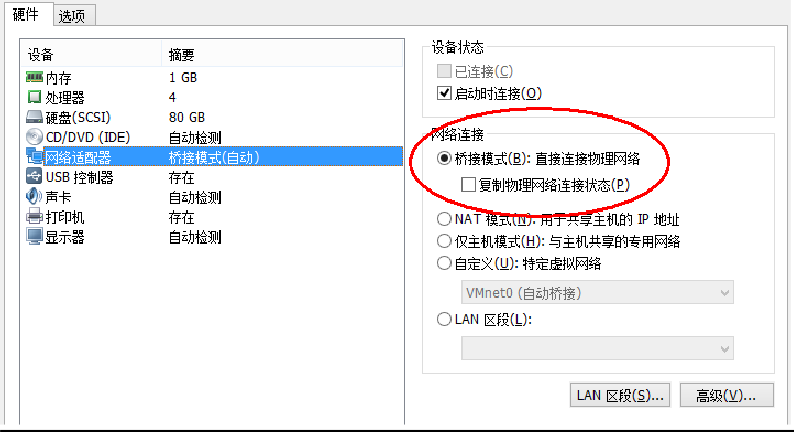 硬件 选项
设备 摘要
内存 1 GB
处理器 4
硬盘(SCSI) 80 GB
CD/DVD (IDE) 自动检测
网络适配器 桥接模式(自动)
USB 控制器 存在
声卡 自动检测
打印机 存在
显示器 自动检测
设备状态
已连接(C)
启动时连接(O)
网络连接
桥接模式(B): 直接连接物理网络
复制物理网络连接状态(P)
NAT 模式(N): 用于共享主机的 IP 地址
仅主机模式(H): 与主机共享的专用网络
自定义(U): 特定虚拟网络
VMnet0 (自动桥接)
LAN 区段(L):
LAN 区段(S)... 高级(V)...